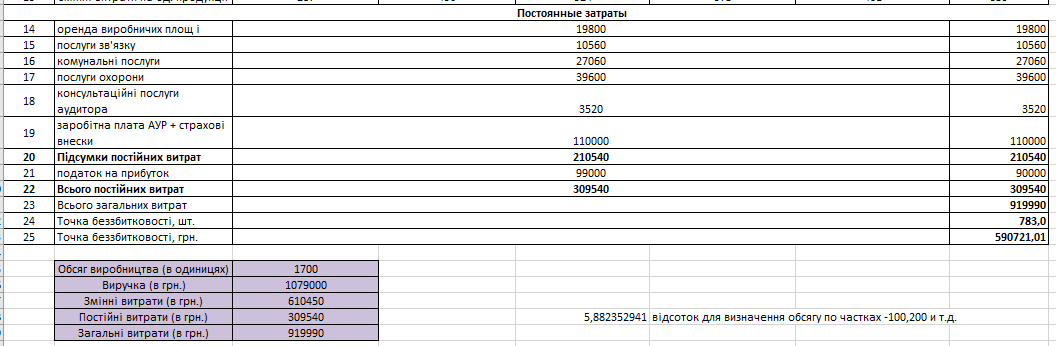 Постоянные затраты
14 оренда виробничих площ і 19800 19800
15 послуги зв'язку 10560 10560
16 комунальні послуги 27060 27060
17 послуги охорони 39600 39600
18 консультаційні послуги
аудитора 3520 3520
19 заробітна плата АУР + страхові
внески 110000 110000
20 Підсумки постійних витрат 210540 210540
21 податок на прибуток 99000 90000
22 Всього постійних витрат 309540 309540
23 Всього загальних витрат 919990
24 Точка беззбитковості, шт. 783,0
25 Точка беззбитковості, грн. 590721,01
Обсяг виробництва (в одиницях) 1700
Виручка (в грн.) 1079000
Змінні витрати (в грн.) 610450
Постійні витрати (в грн.) 309540 5,882352941 відсоток для визначення обсягу по частках -100,200 и т.д.
Загальні витрати (в грн.) 919990